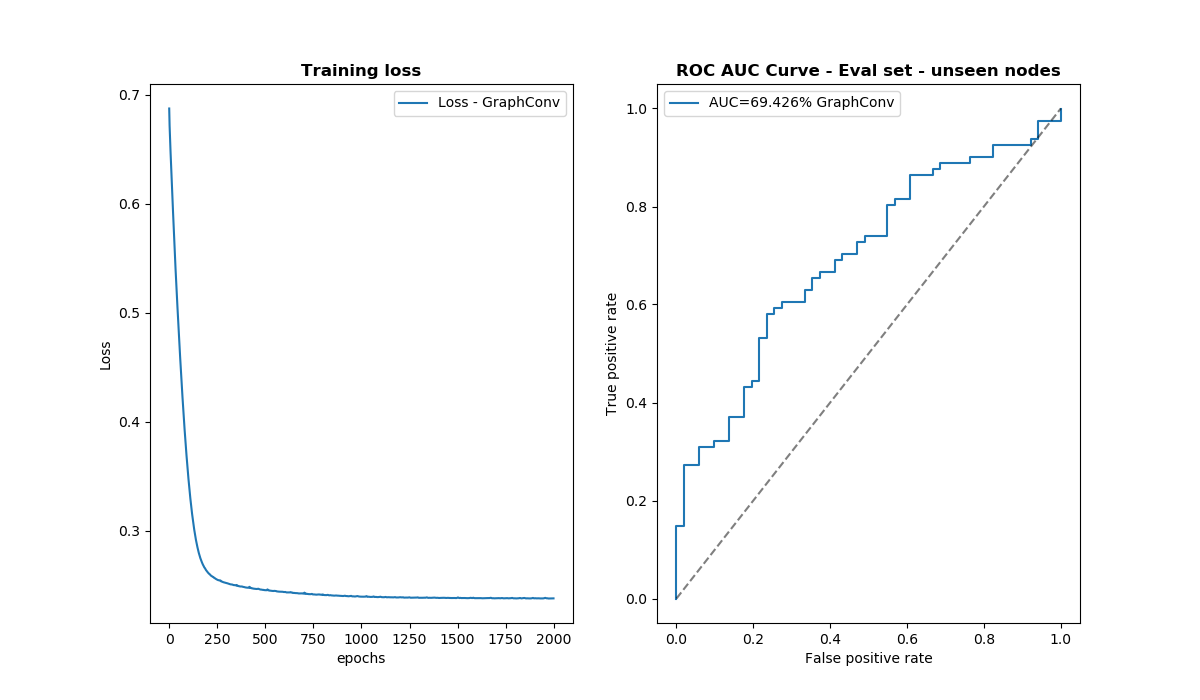 Training loss
Loss - GraphConv
0.7
0.6
0.5
0.4
0.3
Loss
0 250 500 750 1000 1250 1500 1750 2000
epochs
ROC AUC Curve - Eval set - unseen nodes
AUC=69.426% GraphConv
1.0
0.8
0.6
0.4
0.2
0.0
True positive rate
0.0 0.2 0.4 0.6 0.8 1.0
False positive rate